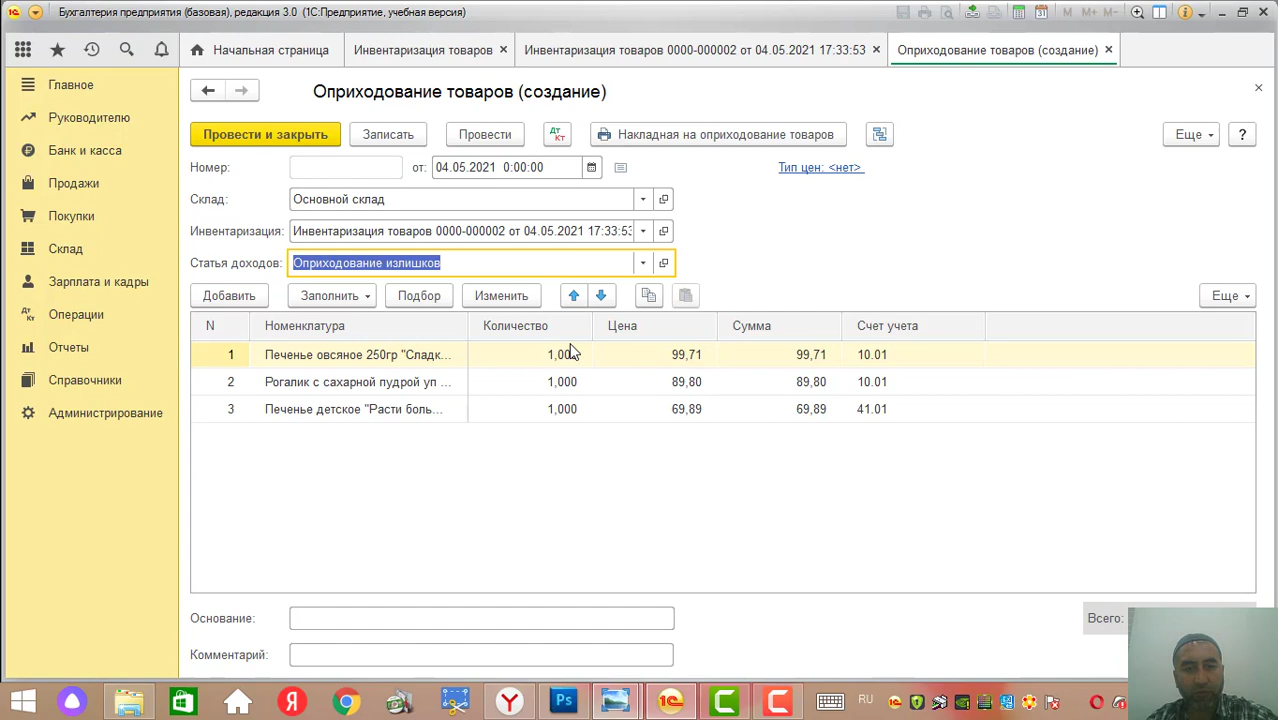 Бухгалтерия предприятия (базовая), редакция 3.0 (1С:Предприятие, учебная версия)
M M+ M-
Начальная страница
Инвентаризация товаров
Инвентаризация товаров 0000-000002 от 04.05.2021 17:33:53
Оприходование товаров (создание)
Главное
Руководителю
Банк и касса
Продажи
Покупки
Склад
Зарплата и кадры
Операции
Отчеты
Справочники
Администрирование
Оприходование товаров (создание)
Провести и закрыть Записать Провести Дт Кт Накладная на оприходование товаров Еще ?
Номер: от: 04.05.2021 0:00:00 Тип цен: <нет>
Склад: Основной склад
Инвентаризация: Инвентаризация товаров 0000-000002 от 04.05.2021 17:33:53
Статья доходов: Оприходование излишков
Добавить Заполнить Подбор Изменить Еще
N Номенклатура Количество Цена Сумма Счет учета
1 Печенье овсяное 250гр "Сладк... 1,000 99,71 99,71 10.01
2 Рогалик с сахарной пудрой уп ... 1,000 89,80 89,80 10.01
3 Печенье детское "Расти боль... 1,000 69,89 69,89 41.01
Основание: Всего:
Комментарий:
RU